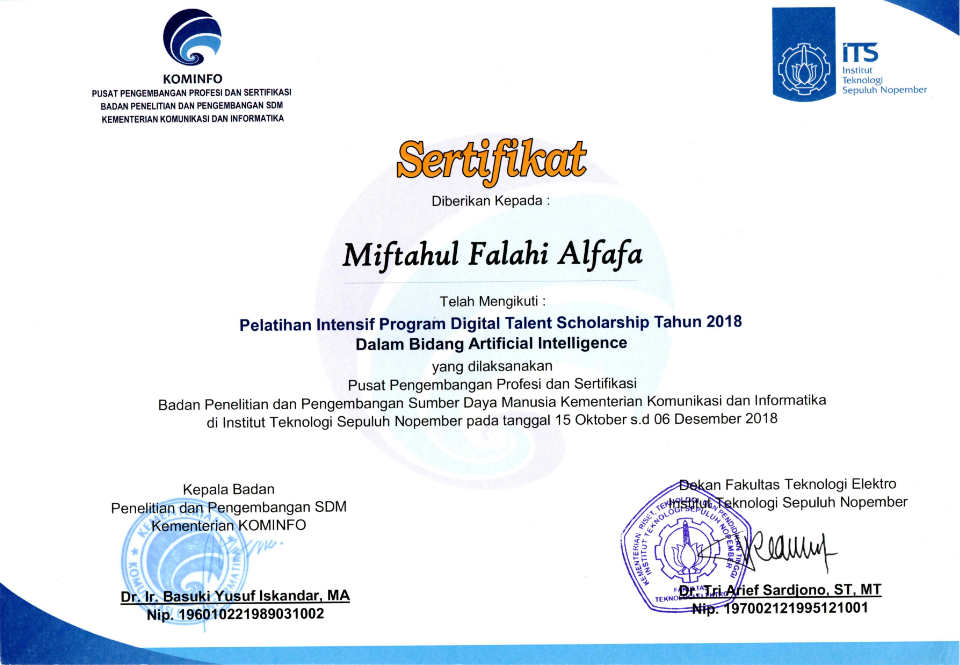 KOMINFO
PUSAT PENGEMBANGAN PROFESI DAN SERTIFIKASI
BADAN PENELITIAN DAN PENGEMBANGAN SDM
KEMENTERIAN KOMUNIKASI DAN INFORMATIKA
ITS
Institut
Teknologi
Sepuluh Nopember
Sertifikat
Diberikan Kepada :
Miftahul Falahi Alfafa
Telah Mengikuti :
Pelatihan Intensif Program Digital Talent Scholarship Tahun 2018
Dalam Bidang Artificial Intelligence
yang dilaksanakan
Pusat Pengembangan Profesi dan Sertifikasi
Badan Penelitian dan Pengembangan Sumber Daya Manusia Kementerian Komunikasi dan Informatika
di Institut Teknologi Sepuluh Nopember pada tanggal 15 Oktober s.d 06 Desember 2018
Kepala Badan
Penelitian dan Pengembangan SDM
Kementerian KOMINFO
Dr. Ir. Basuki Yusuf Iskandar, MA
Nip. 196010221989031002
Dekan Fakultas Teknologi Elektro
Institut Teknologi Sepuluh Nopember
KEMENTERIAN RISET, TEKNOLOGI DAN PENDIDIKAN TINGGI
INSTITUT TEKNOLOGI SEPULUH NOPEMBER
FAKULTAS
Dr. Tri Arief Sardjono, ST, MT
Nip. 197002121995121001